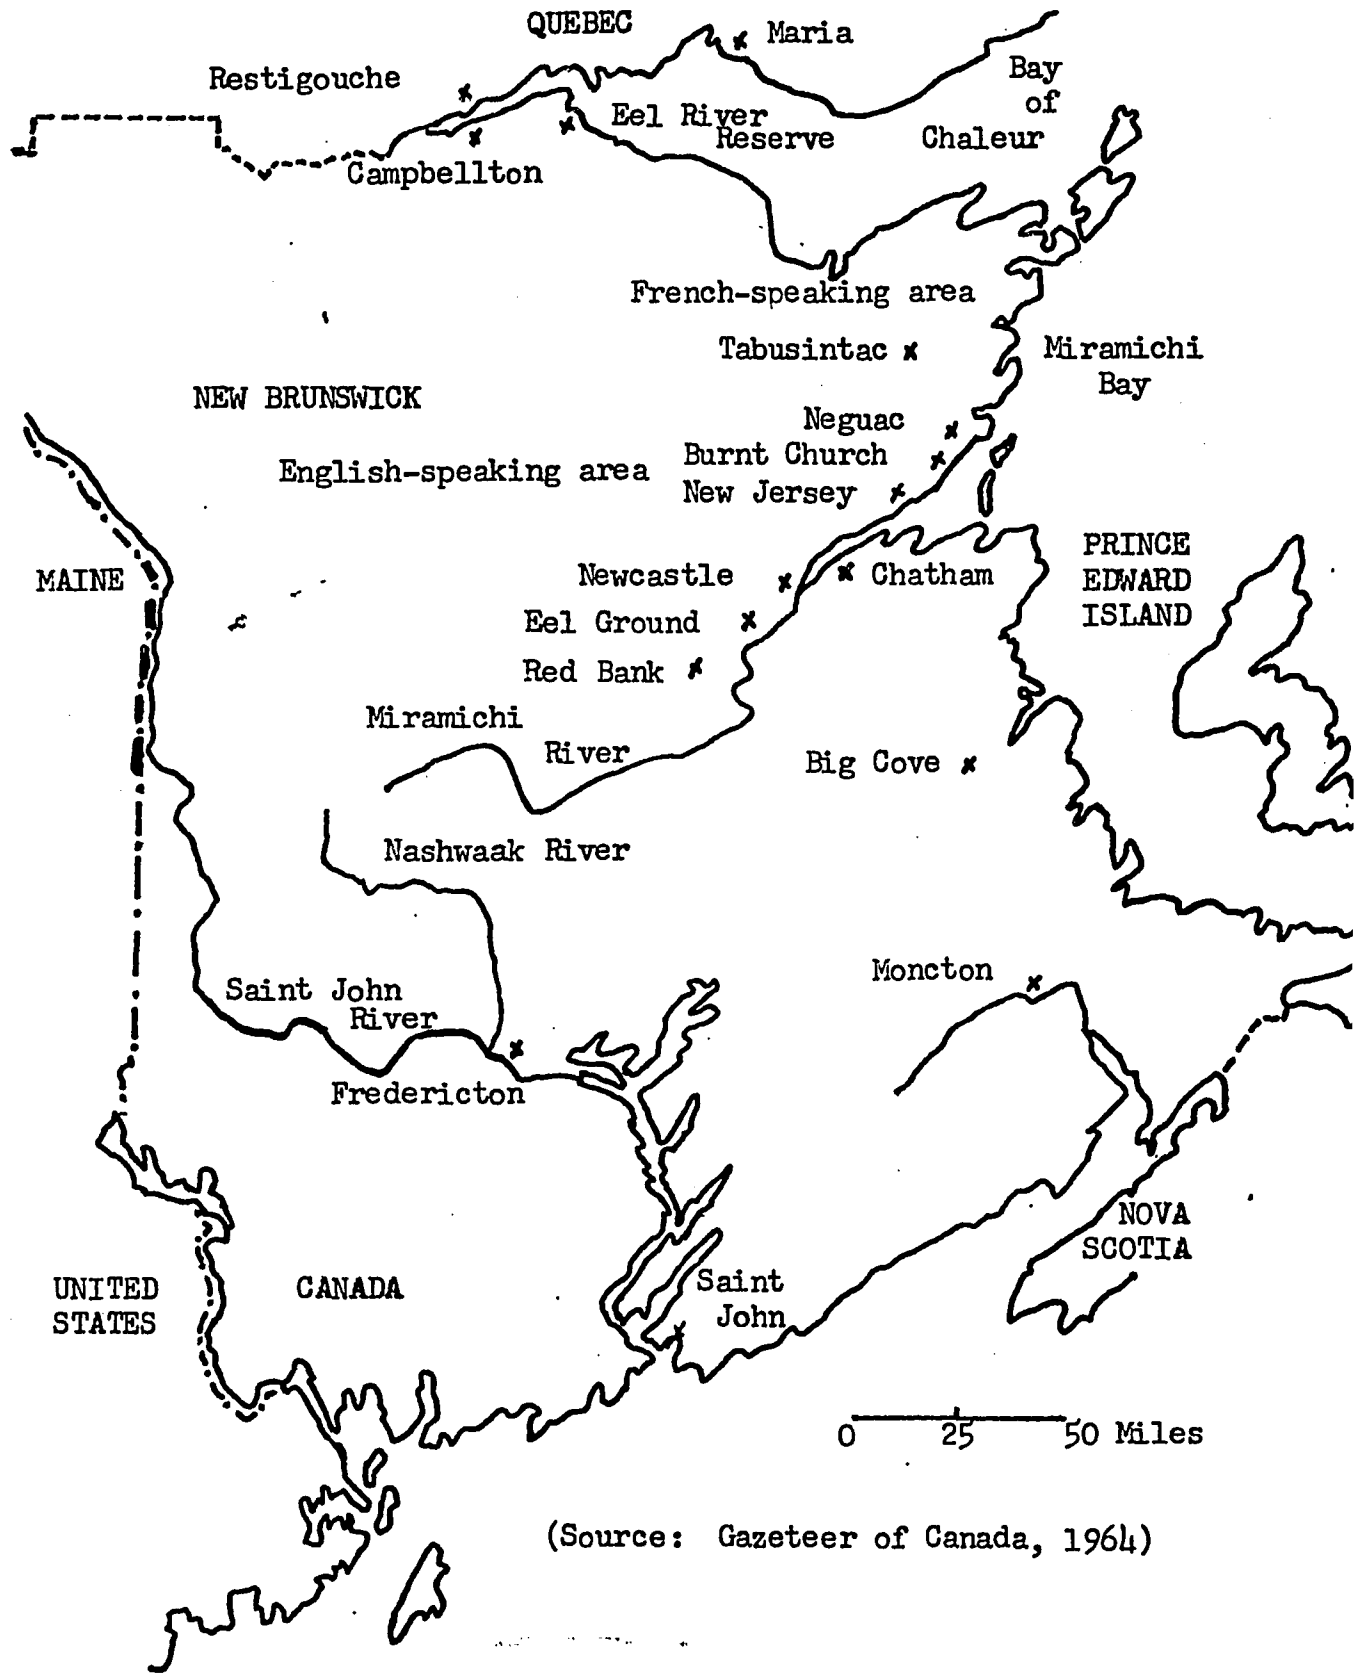 QUEBEC
Maria
Restigouche
Bay
of
Chaleur
Eel River
Reserve
Campbellton
French-speaking area
Tabusintac
Miramichi
Bay
NEW BRUNSWICK
Neguac
Burnt Church
New Jersey
English-speaking area
PRINCE
EDWARD
ISLAND
MAINE
Newcastle
Chatham
Eel Ground
Red Bank
Miramichi
River
Big Cove
Nashwaak River
Moncton
Saint John
River
Fredericton
NOVA
SCOTIA
UNITED
STATES
CANADA
Saint
John
0 25 50 Miles
(Source: Gazeteer of Canada, 1964)